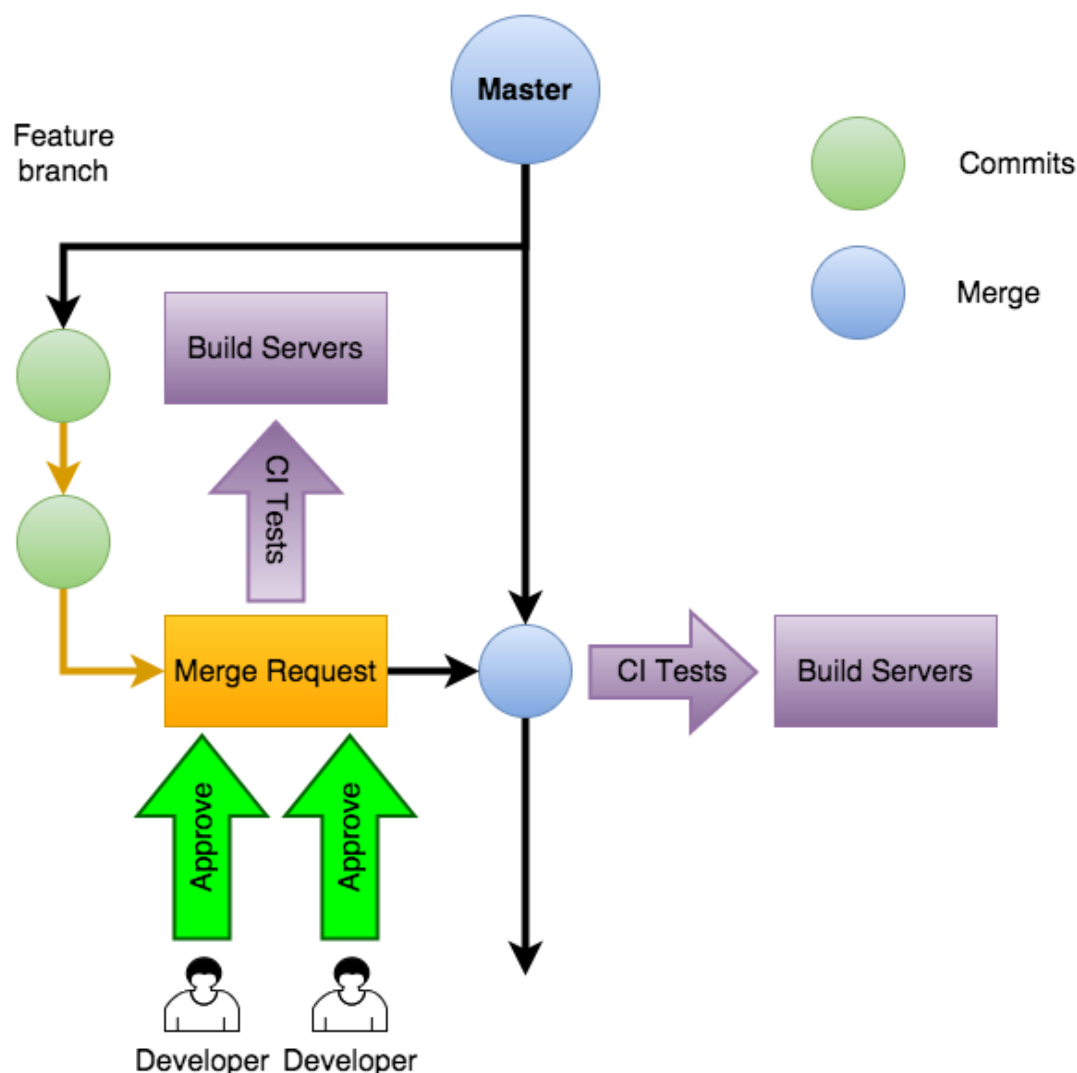 Master
Feature
branch
Commits
Merge
Build Servers
CI Tests
Merge Request
CI Tests
Build Servers
Approve
Approve
Developer
Developer